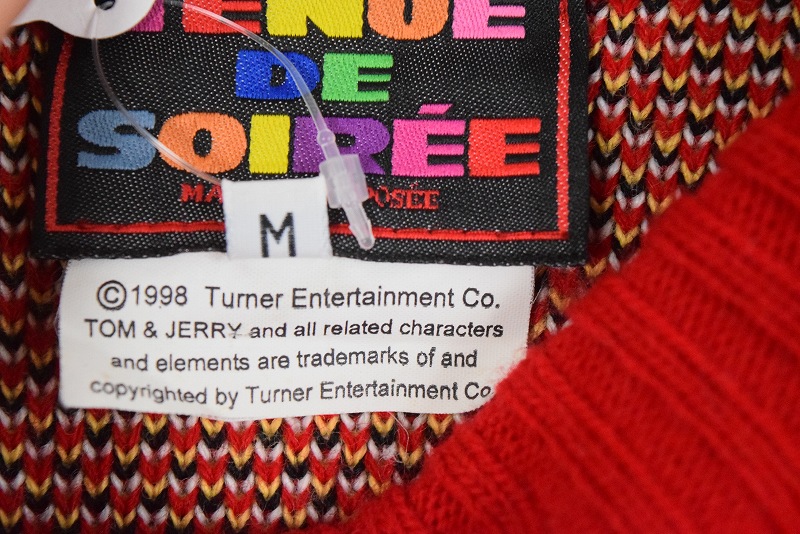 TENUE
DE
SOIRÉE
M
©1998 Turner Entertainment Co.
TOM & JERRY and all related characters
and elements are trademarks of and
copyrighted by Turner Entertainment Co